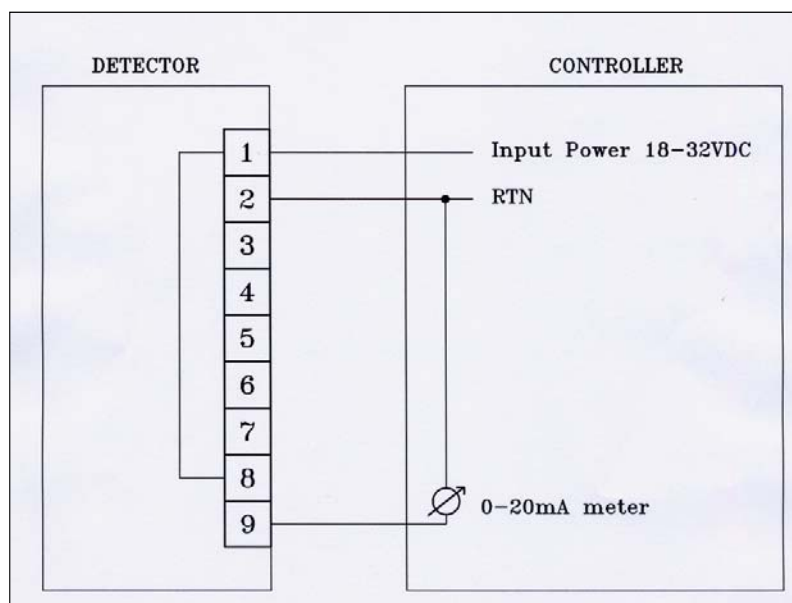 DETECTOR
CONTROLLER
1
Input Power 18-32VDC
2
RTN
3
4
5
6
7
8
9
0-20mA meter